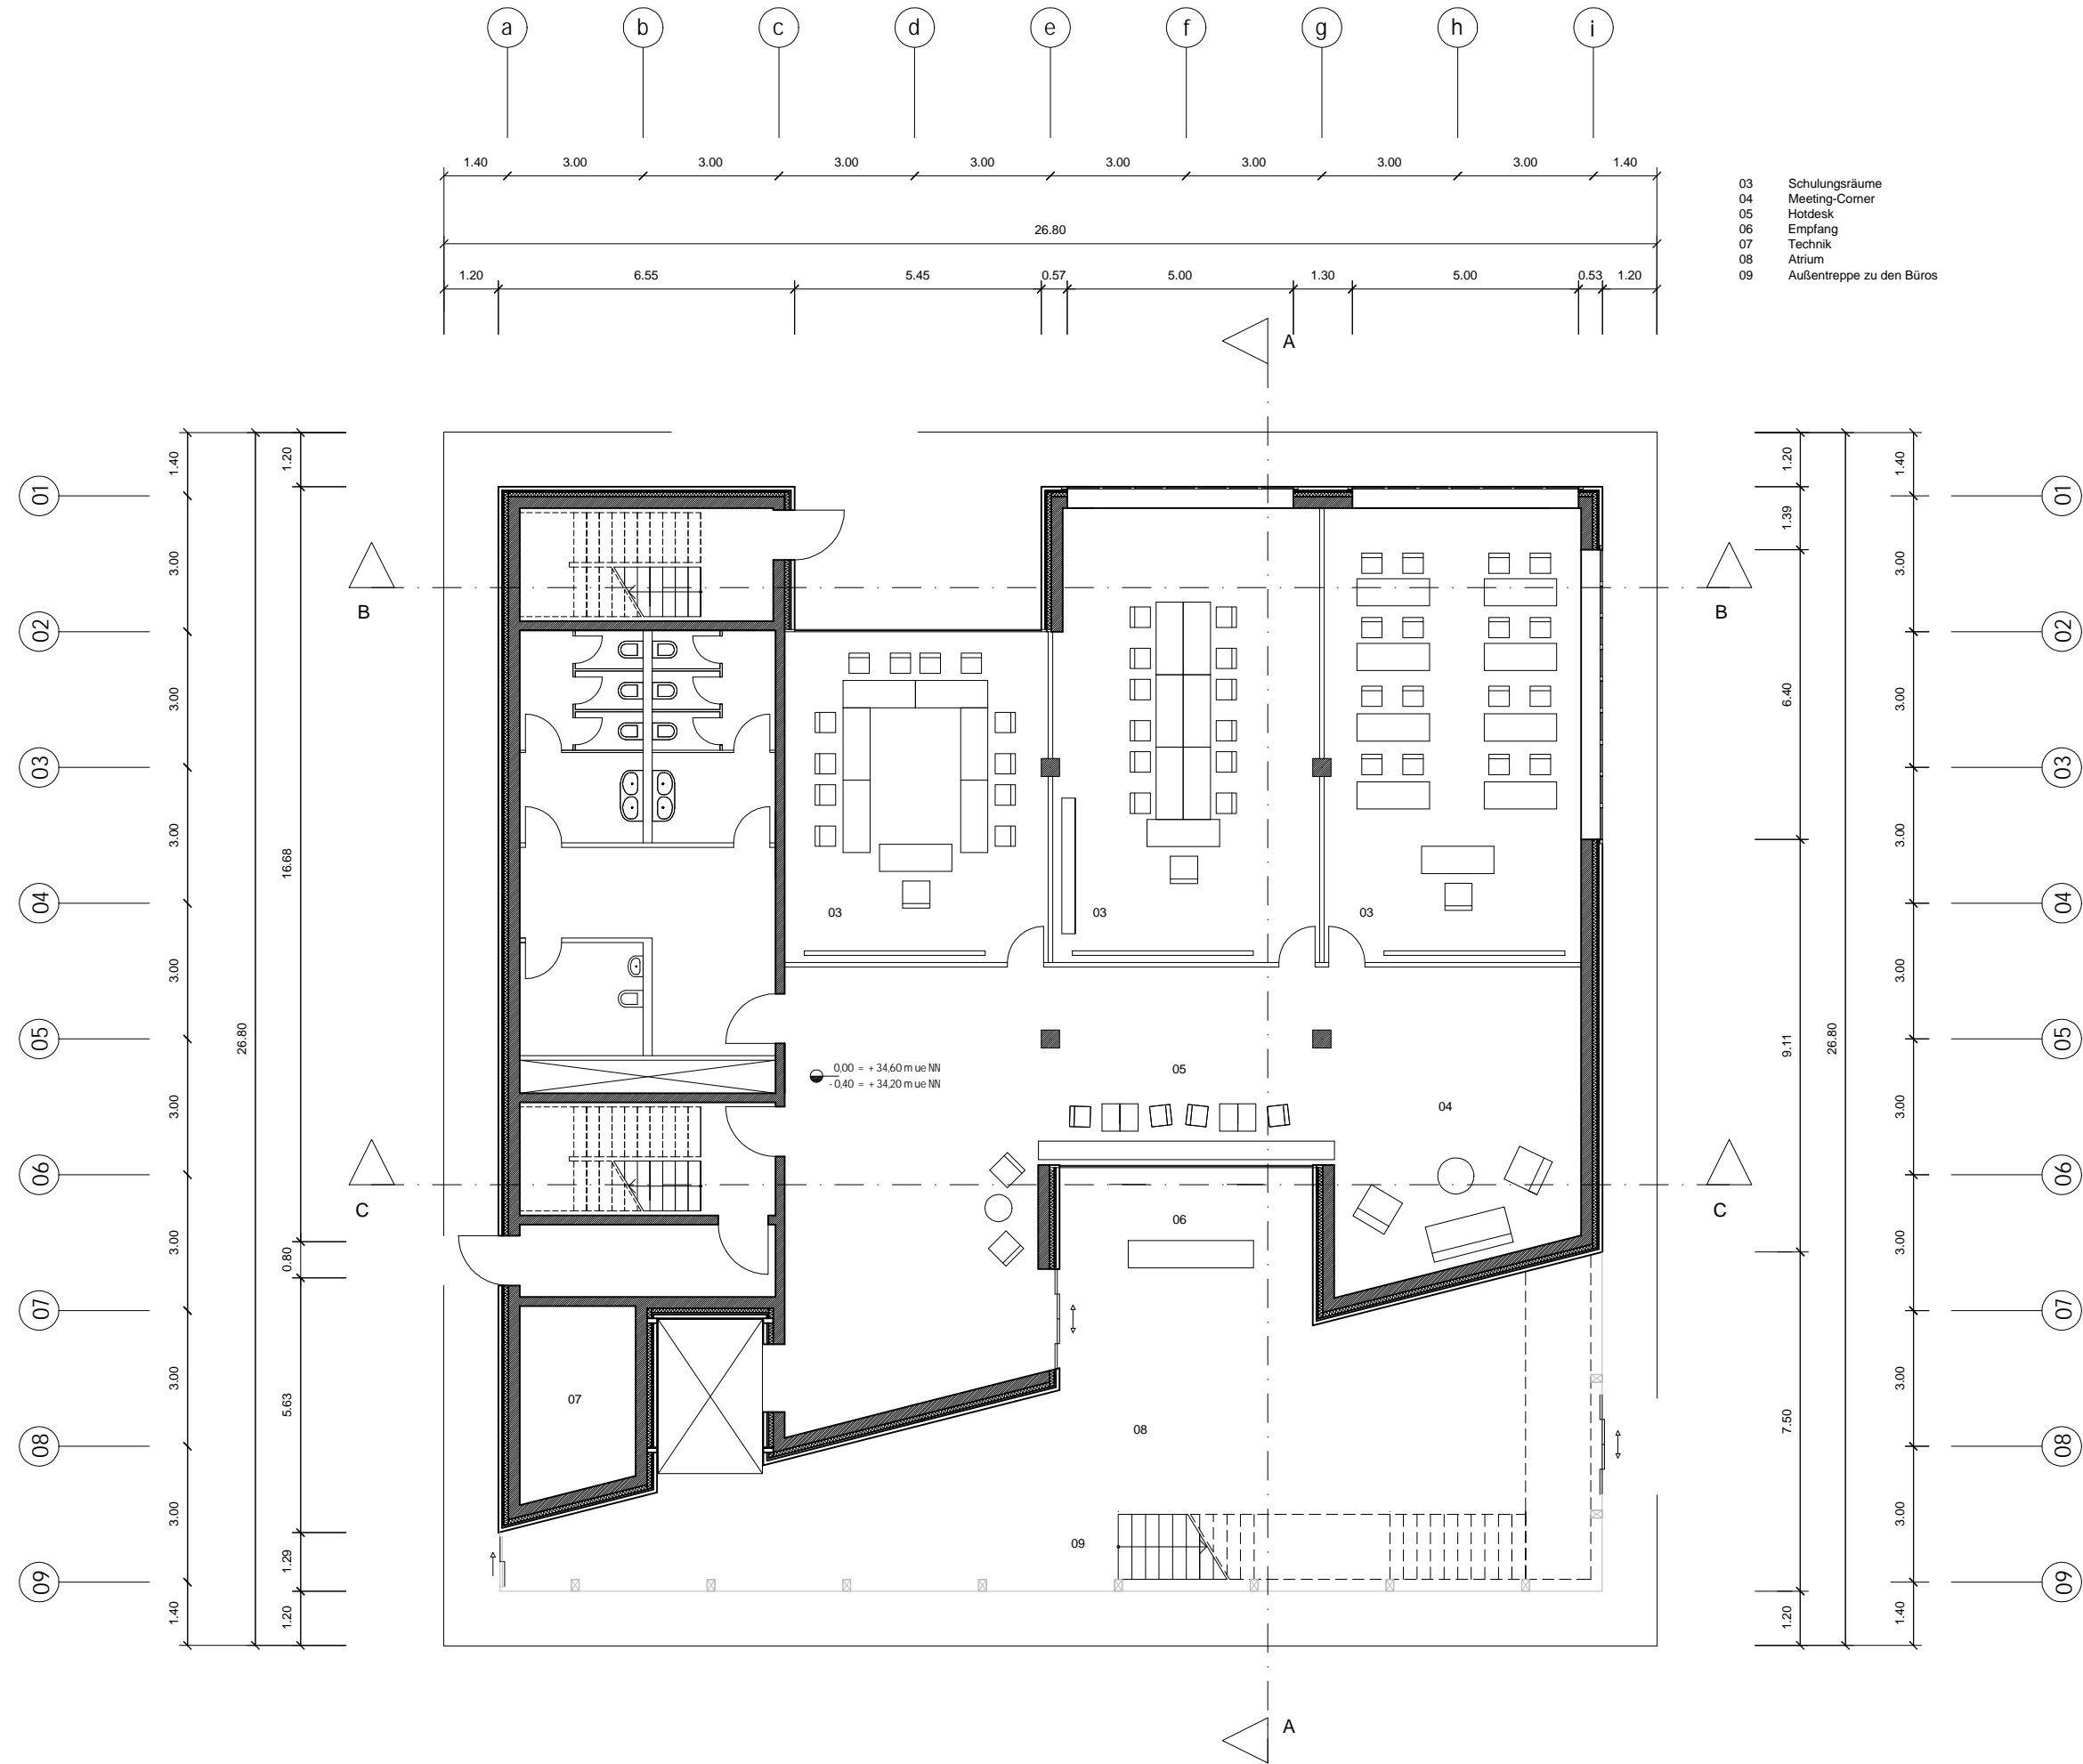 a b c d e f g h i
1.40 3.00 3.00 3.00 3.00 3.00 3.00 3.00 3.00 1.40
26.80
1.20 6.55 5.45 0.57 5.00 1.30 5.00 0.53 1.20
03 Schulungsräume
04 Meeting-Corner
05 Hotdesk
06 Empfang
07 Technik
08 Atrium
09 Außentreppe zu den Büros
A
01 02 03 04 05 06 07 08 09
1.40 3.00 3.00 3.00 3.00 3.00 3.00 3.00 3.00 1.40
26.80
1.20 16.68 0.80 5.63 1.29 1.20
B B
03 03 03
0,00 = + 34,60 m ue NN
- 0,40 = + 34,20 m ue NN
05
04
C C
06
07
08
09
1.20 1.39 6.40 9.11 7.50 1.20
26.80
1.40 3.00 3.00 3.00 3.00 3.00 3.00 3.00 3.00 1.40
01 02 03 04 05 06 07 08 09
A